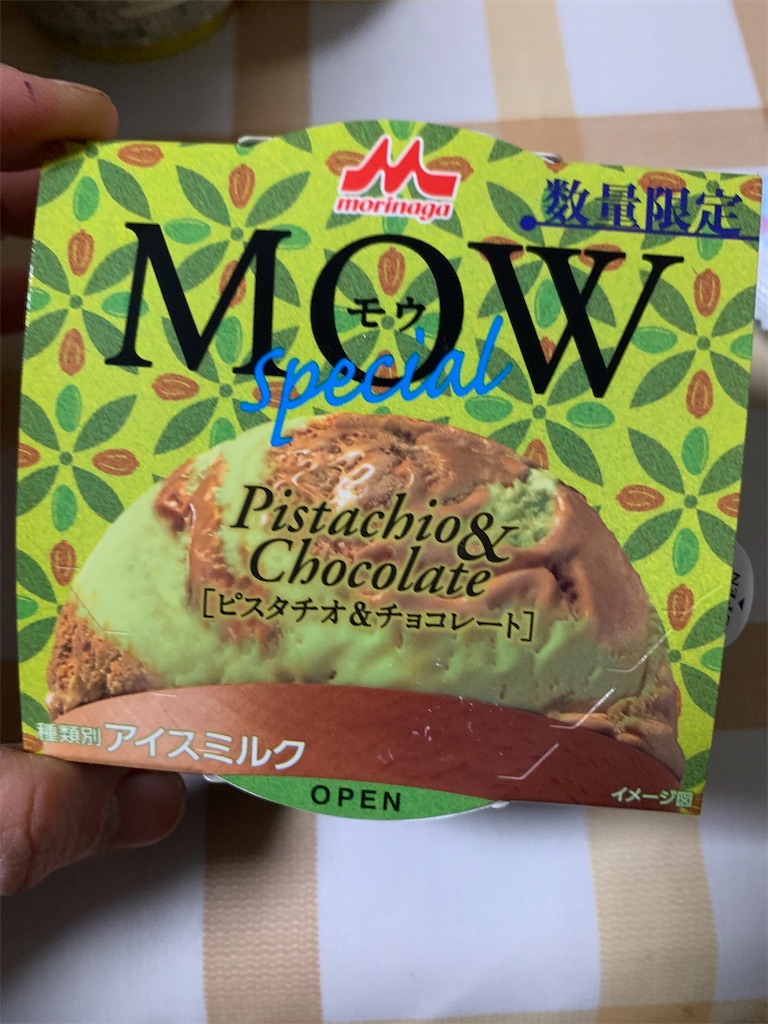 morinaga
数量限定
MOW
モウ
special
Pistachio&
Chocolate
[ピスタチオ&チョコレート]
種類別 アイスミルク
OPEN
イメージ図